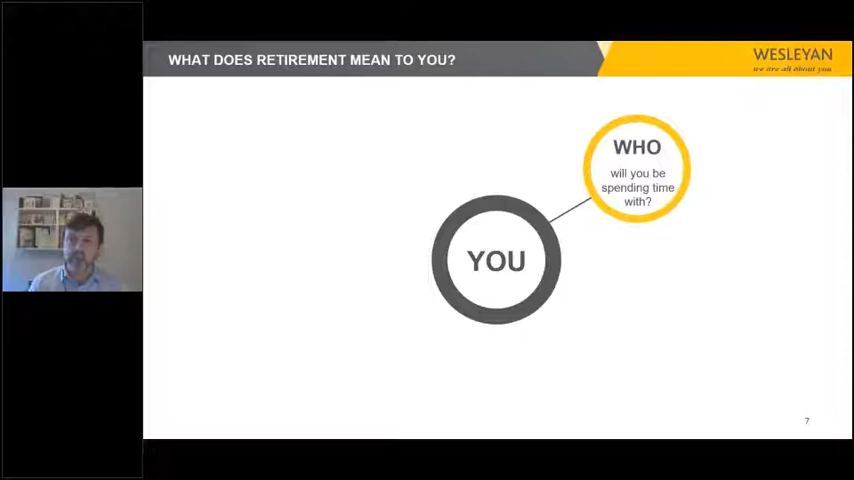 WHAT DOES RETIREMENT MEAN TO YOU?
WESLEYAN
we are all about you
WHO
will you be
spending time
with?
YOU
7